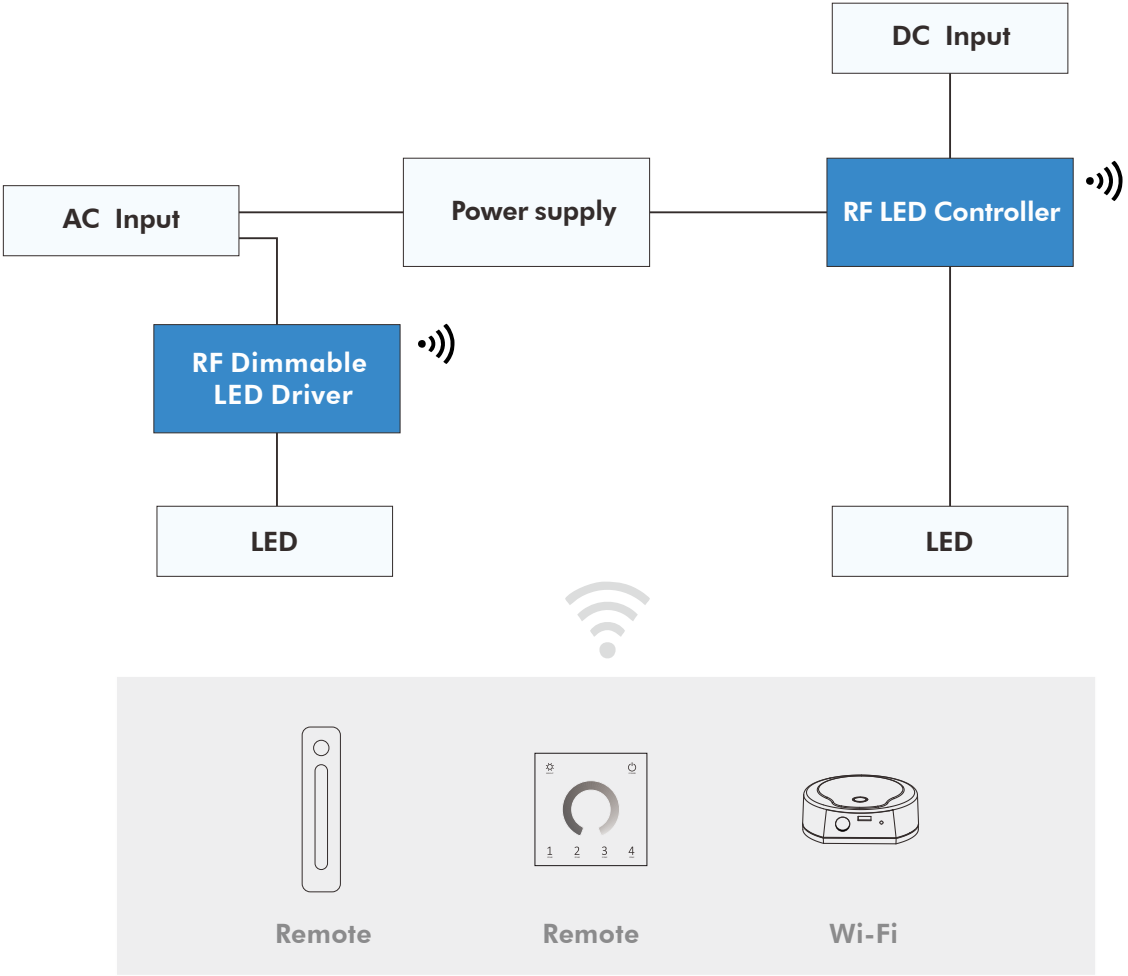 DC Input
AC Input
Power supply
RF LED Controller
RF Dimmable
LED Driver
LED
LED
1 2 3 4
Remote
Remote
Wi-Fi